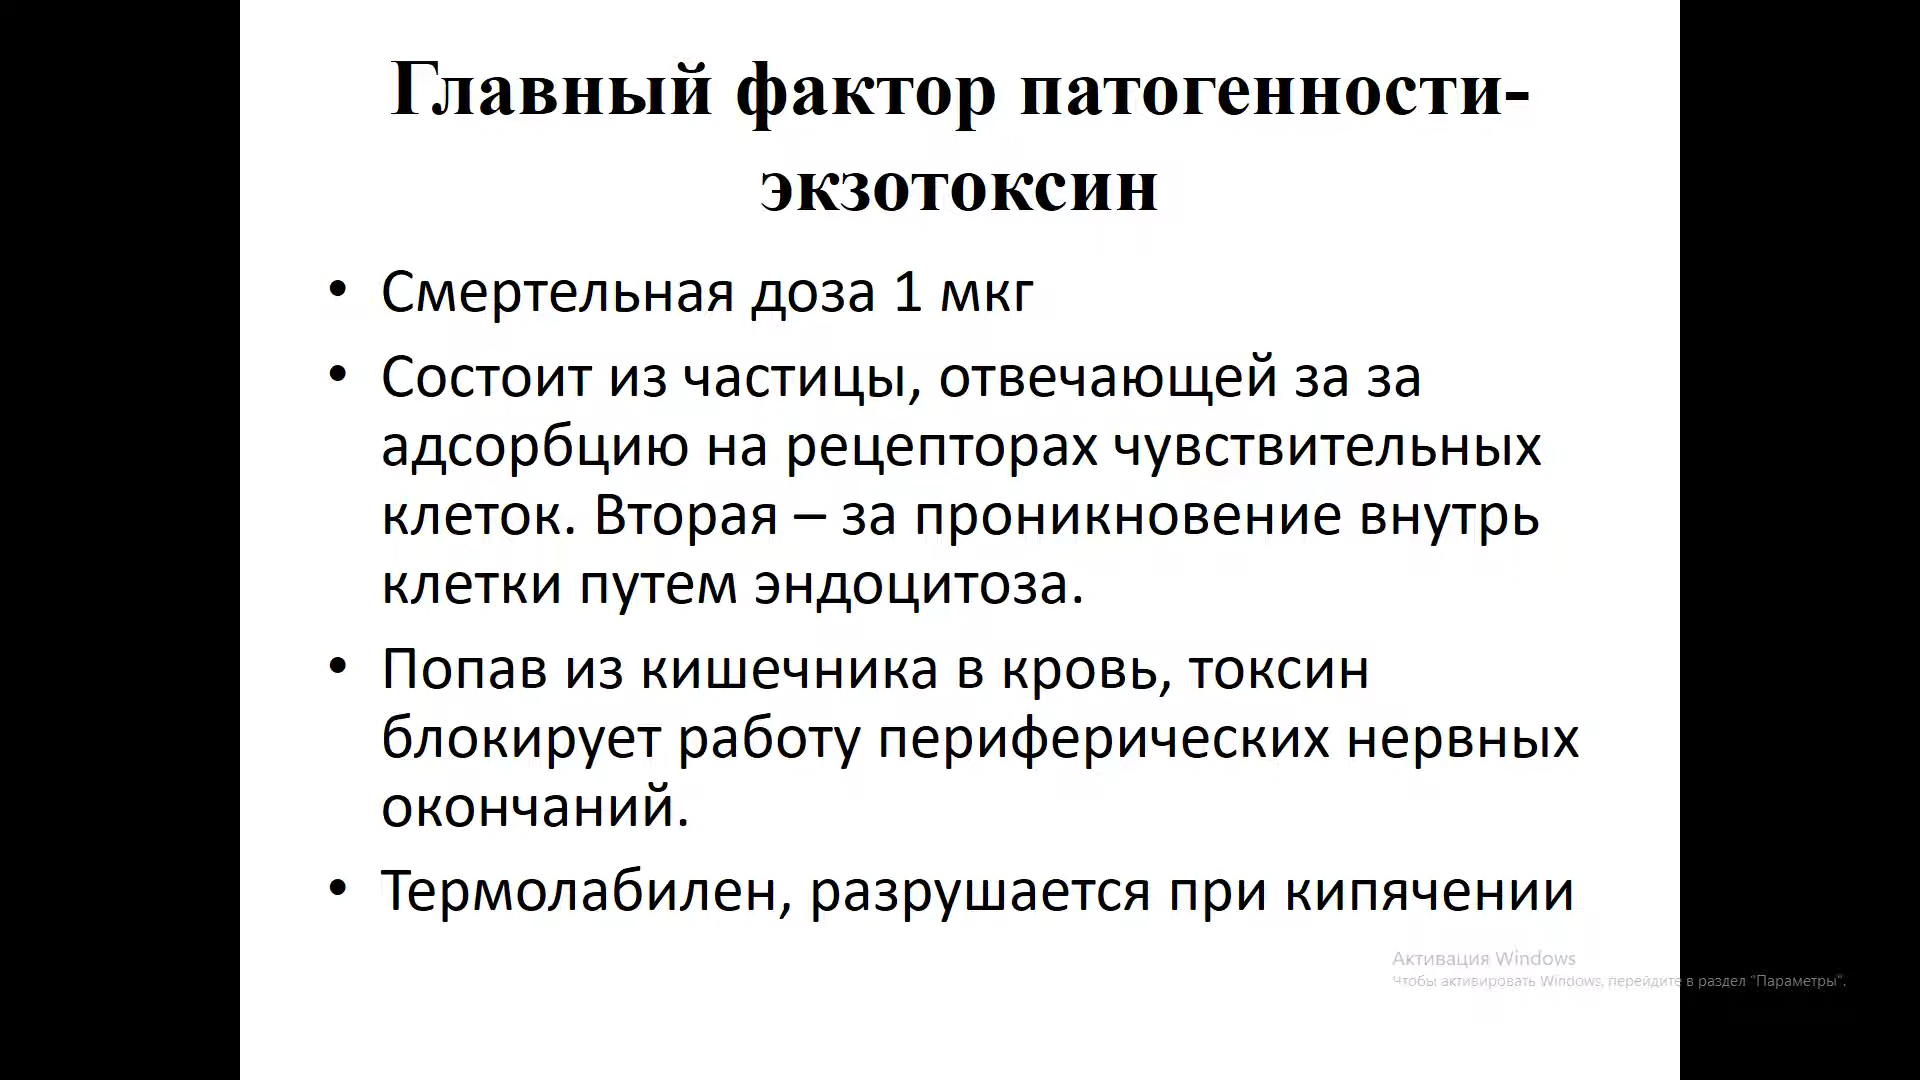 Главный фактор патогенности-
экзотоксин
• Смертельная доза 1 мкг
• Состоит из частицы, отвечающей за за
адсорбцию на рецепторах чувствительных
клеток. Вторая – за проникновение внутрь
клетки путем эндоцитоза.
• Попав из кишечника в кровь, токсин
блокирует работу периферических нервных
окончаний.
• Термолабилен, разрушается при кипячении
Активация Windows
Чтобы активировать Windows, перейдите в раздел "Параметры".